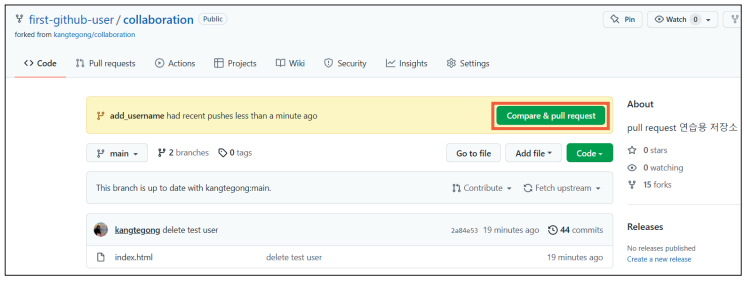 first-github-user / collaboration Public
Pin Watch 0
forked from kangtegong/collaboration
Code Pull requests Actions Projects Wiki Security Insights Settings
add_username had recent pushes less than a minute ago Compare & pull request
main 2 branches 0 tags Go to file Add file Code
This branch is up to date with kangtegong:main. Contribute Fetch upstream
kangtegong delete test user 2a84e53 19 minutes ago 44 commits
index.html delete test user 19 minutes ago
About
pull request 연습용 저장소
0 stars
0 watching
15 forks
Releases
No releases published
Create a new release